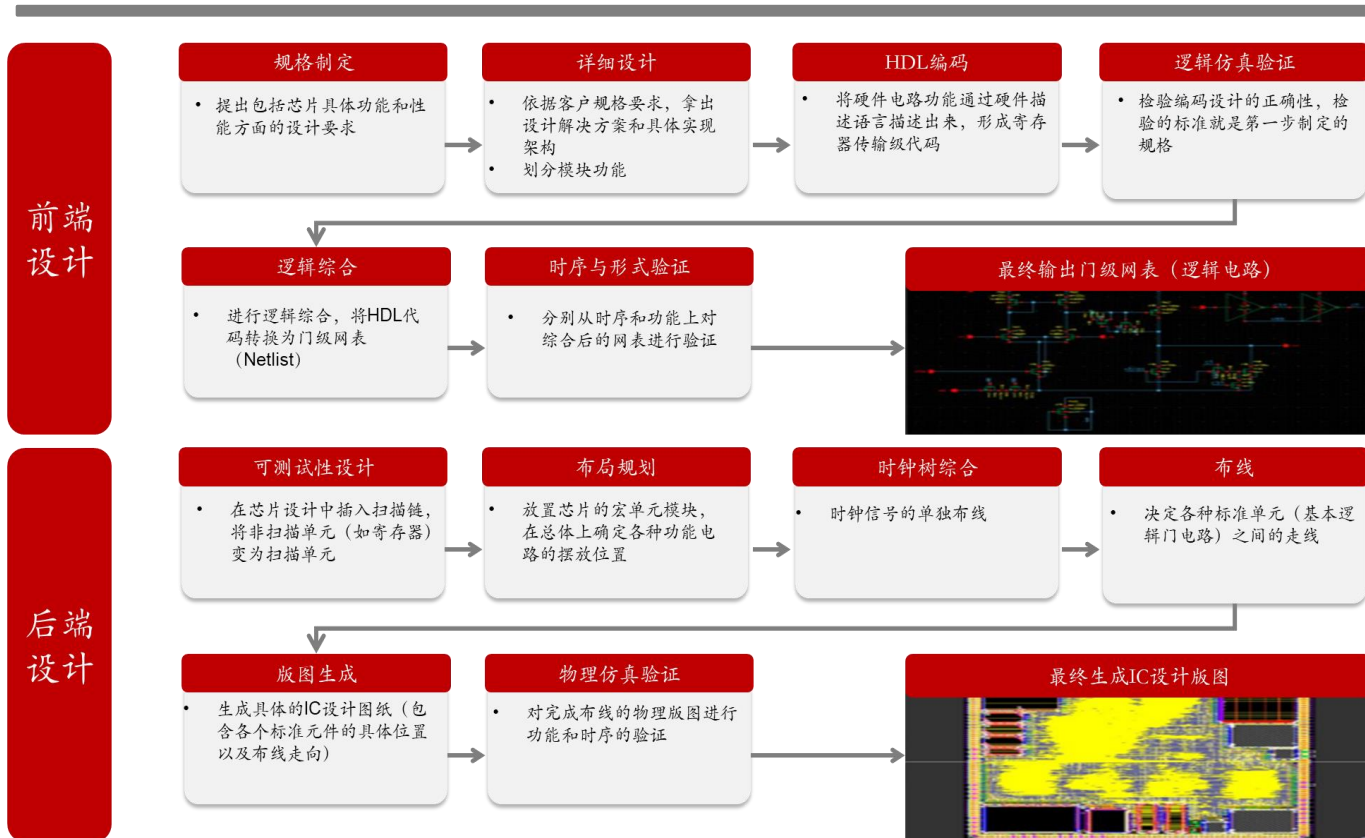 前端
设计
规格制定
• 提出包括芯片具体功能和性
能方面的设计要求
详细设计
• 依据客户规格要求，拿出
设计解决方案和具体实现
架构
• 划分模块功能
HDL编码
• 将硬件电路功能通过硬件描
述语言描述出来，形成寄存
器传输级代码
逻辑仿真验证
• 检验编码设计的正确性，检
验的标准就是第一步制定的
规格
逻辑综合
• 进行逻辑综合，将HDL代
码转换为门级网表
（Netlist）
时序与形式验证
• 分别从时序和功能上对
综合后的网表进行验证
最终输出门级网表（逻辑电路）
后端
设计
可测试性设计
• 在芯片设计中插入扫描链，
将非扫描单元（如寄存器）
变为扫描单元
布局规划
• 放置芯片的宏单元模块，
在总体上确定各种功能电
路的摆放位置
时钟树综合
• 时钟信号的单独布线
布线
• 决定各种标准单元（基本逻
辑门电路）之间的走线
版图生成
• 生成具体的IC设计图纸（包
含各个标准元件的具体位置
以及布线走向）
物理仿真验证
• 对完成布线的物理版图进行
功能和时序的验证
最终生成IC设计版图